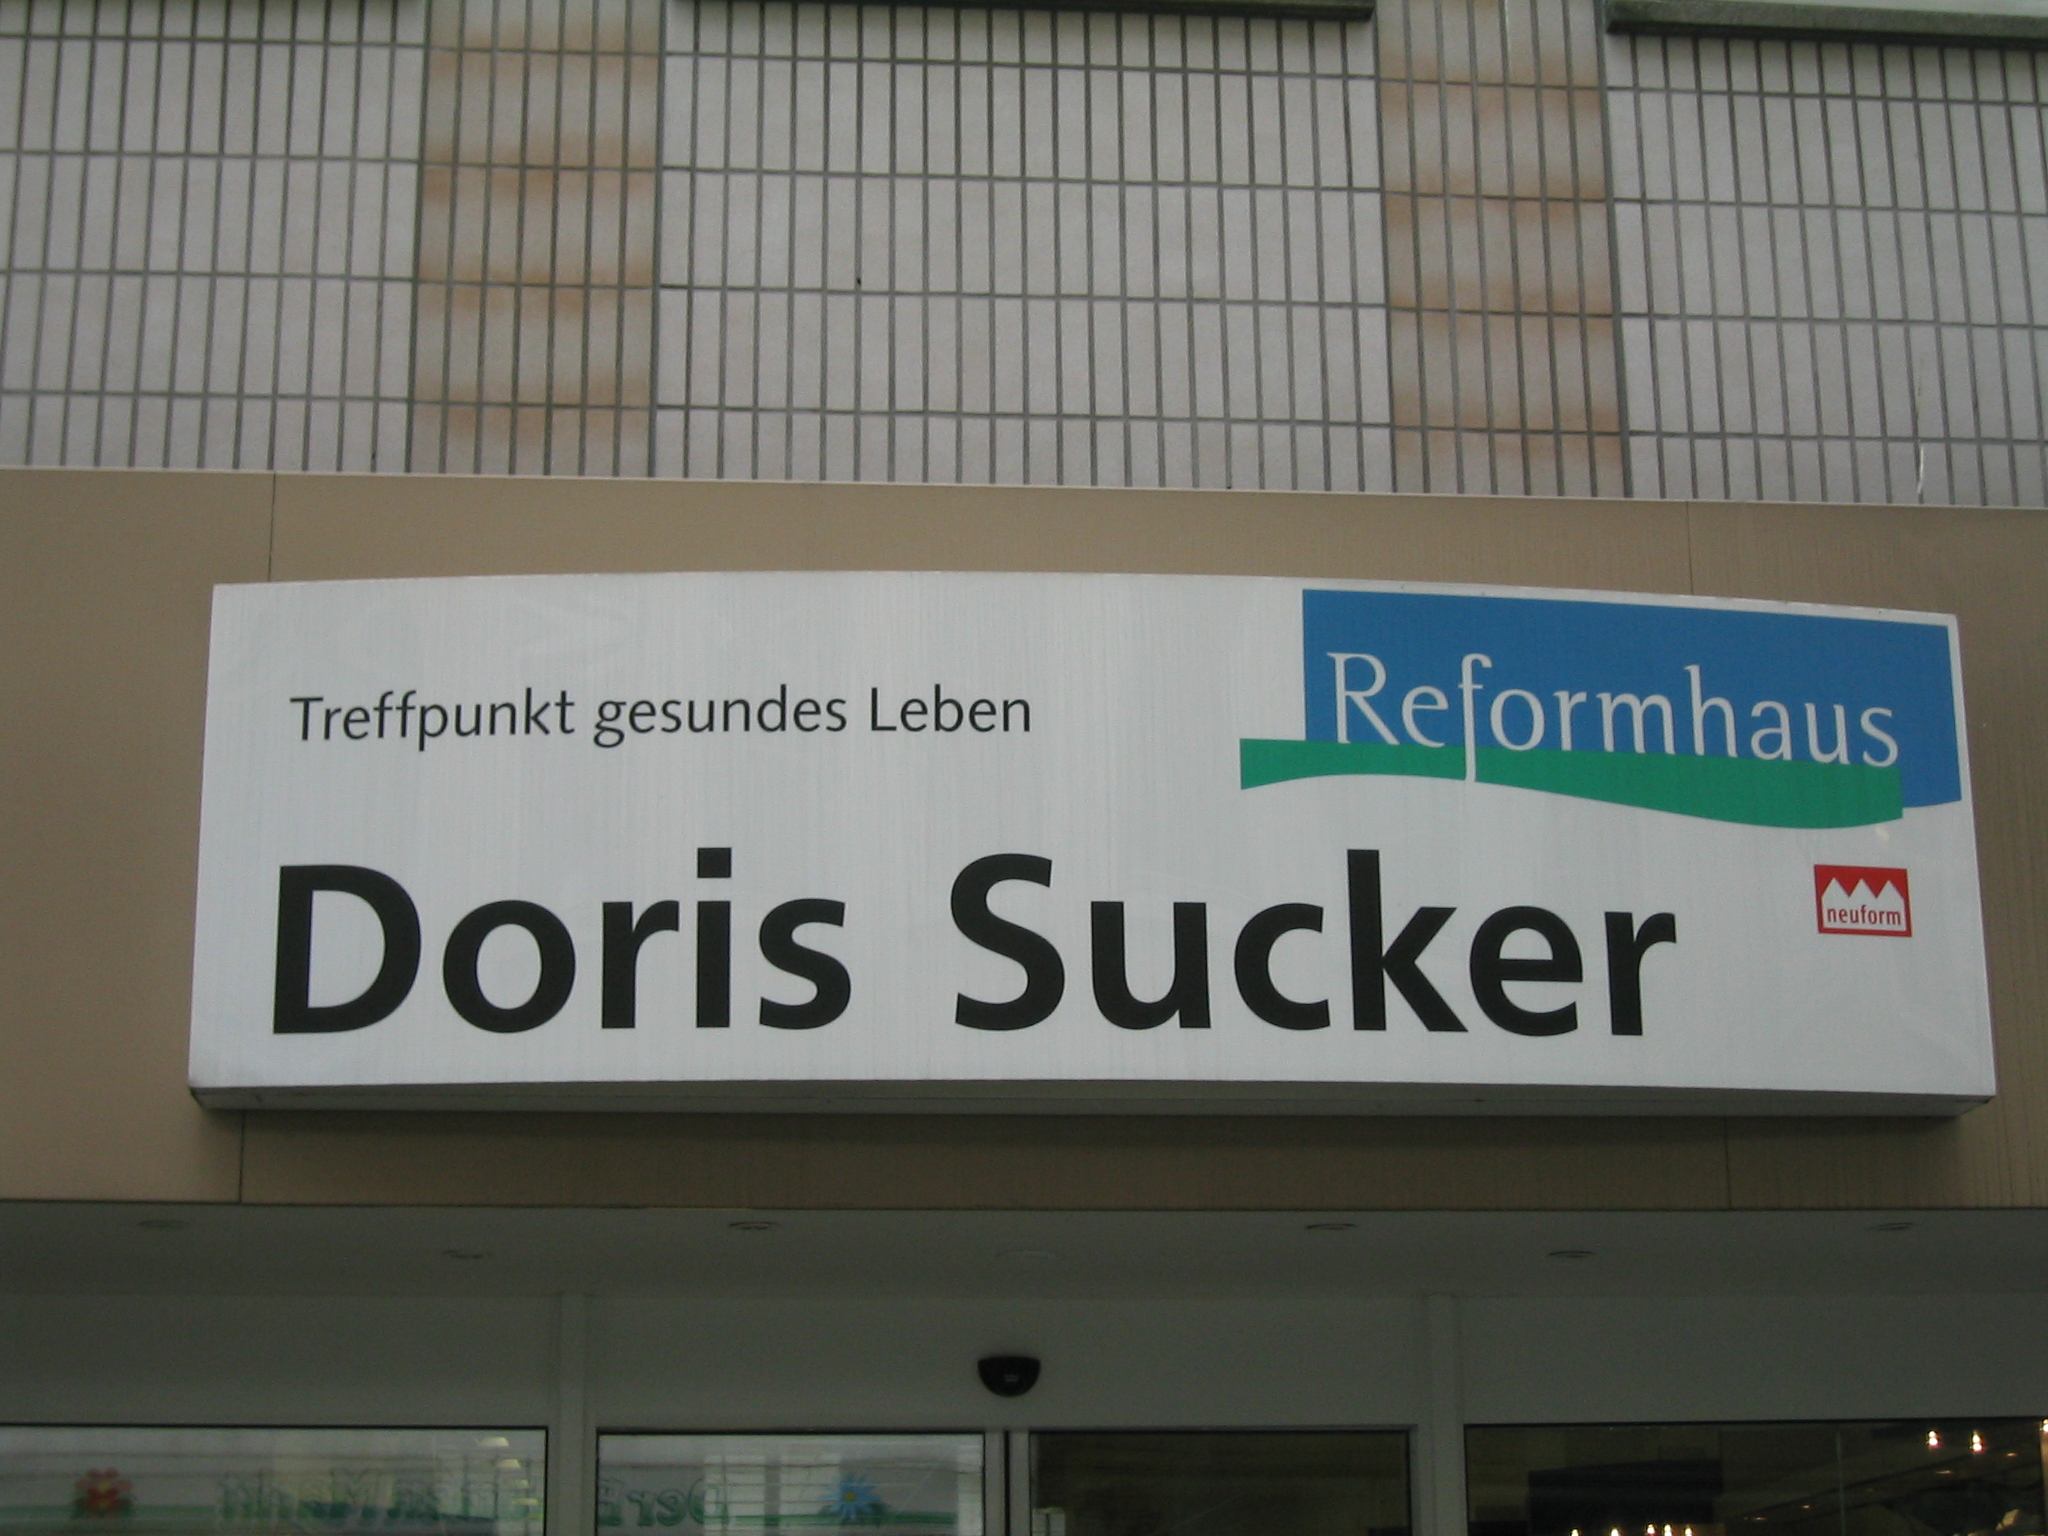 Treffpunkt gesundes Leben
Reformhaus
Doris Sucker
neuform